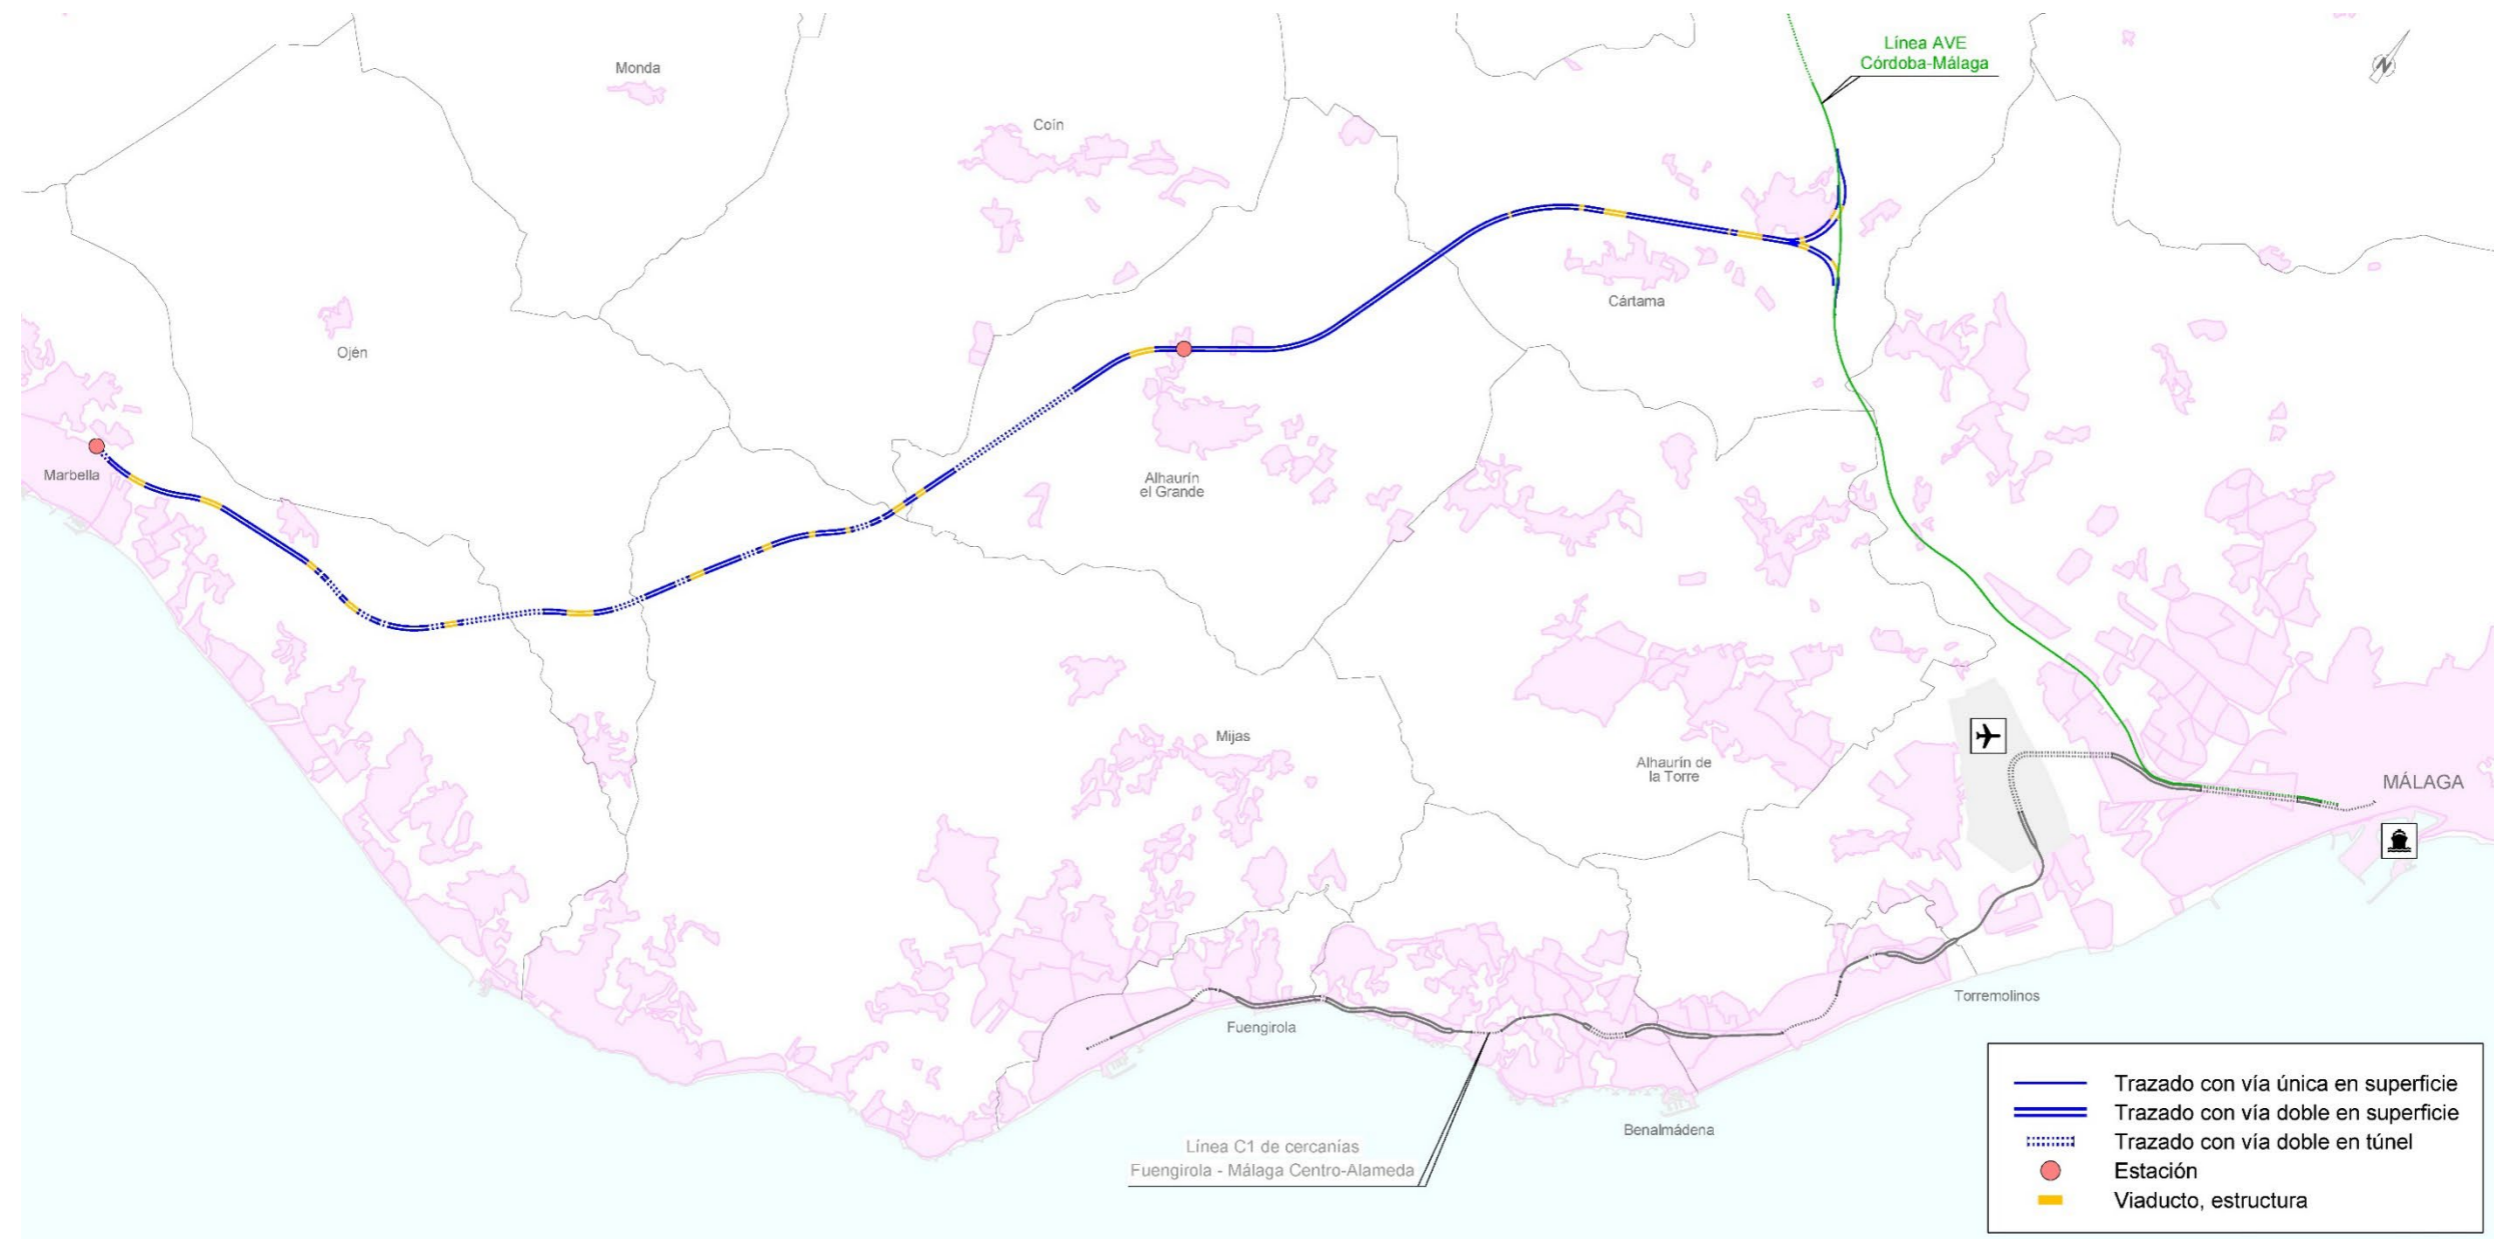 Línea AVE
Córdoba-Málaga
N
Monda
Coín
Cártama
Ojén
Marbella
Alhaurín
el Grande
Mijas
Alhaurín de
la Torre
MÁLAGA
Torremolinos
Fuengirola
Benalmádena
Línea C1 de cercanías
Fuengirola - Málaga Centro-Alameda
Trazado con vía única en superficie
Trazado con vía doble en superficie
Trazado con vía doble en túnel
Estación
Viaducto, estructura